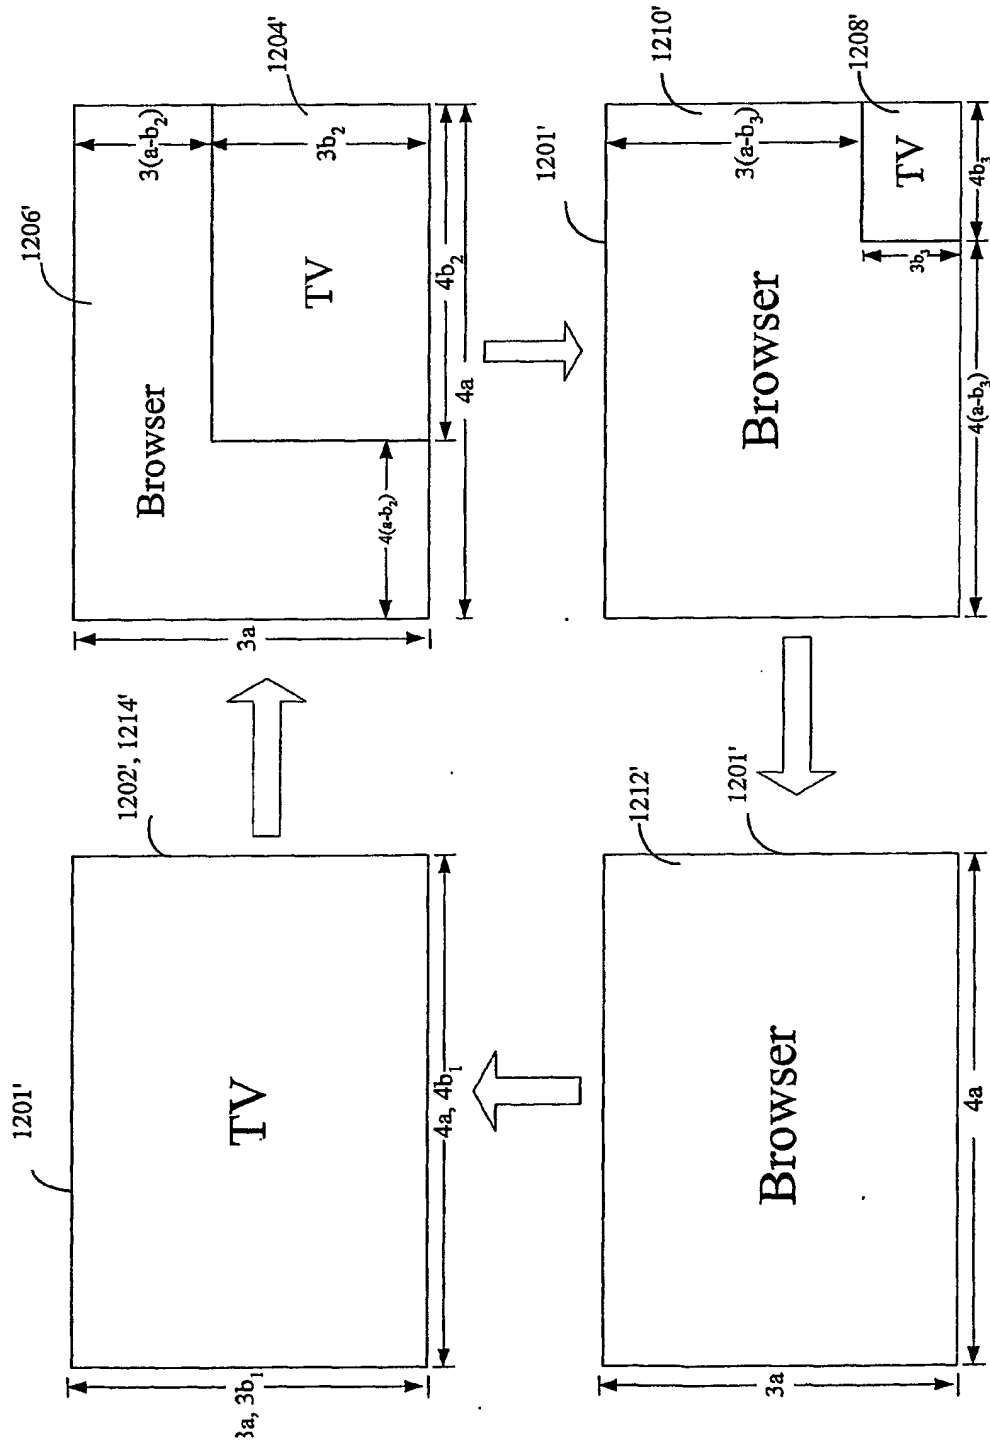 1201'
1202', 1214'
TV
3a, 3b₁
4a, 4b₁
1206'
1204'
Browser
3(a-b₂)
TV
3b₂
3a
4(a-b₂)
4b₂
4a
1201'
1210'
3(a-b₃)
Browser
1208'
TV
3b₃
4(a-b₃)
4b₃
1212'
1201'
Browser
3a
4a